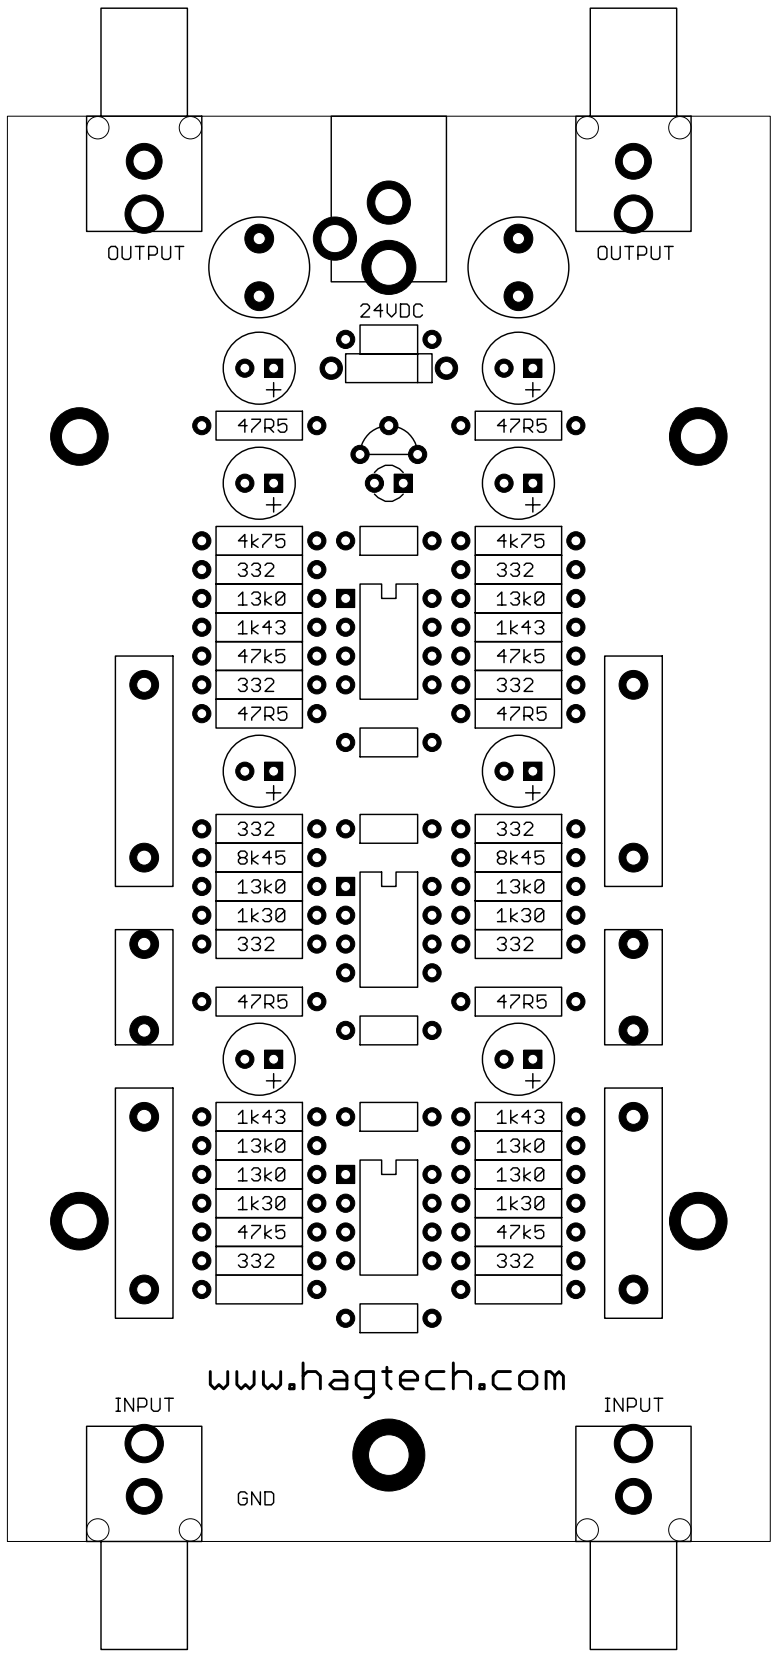 OUTPUT OUTPUT
24VDC
+ +
47R5 47R5
+ +
4k75 4k75
332 332
13k0 13k0
1k43 1k43
47k5 47k5
332 332
47R5 47R5
+ +
332 332
8k45 8k45
13k0 13k0
1k30 1k30
332 332
47R5 47R5
+ +
1k43 1k43
13k0 13k0
13k0 13k0
1k30 1k30
47k5 47k5
332 332
www.hagtech.com
INPUT INPUT
GND